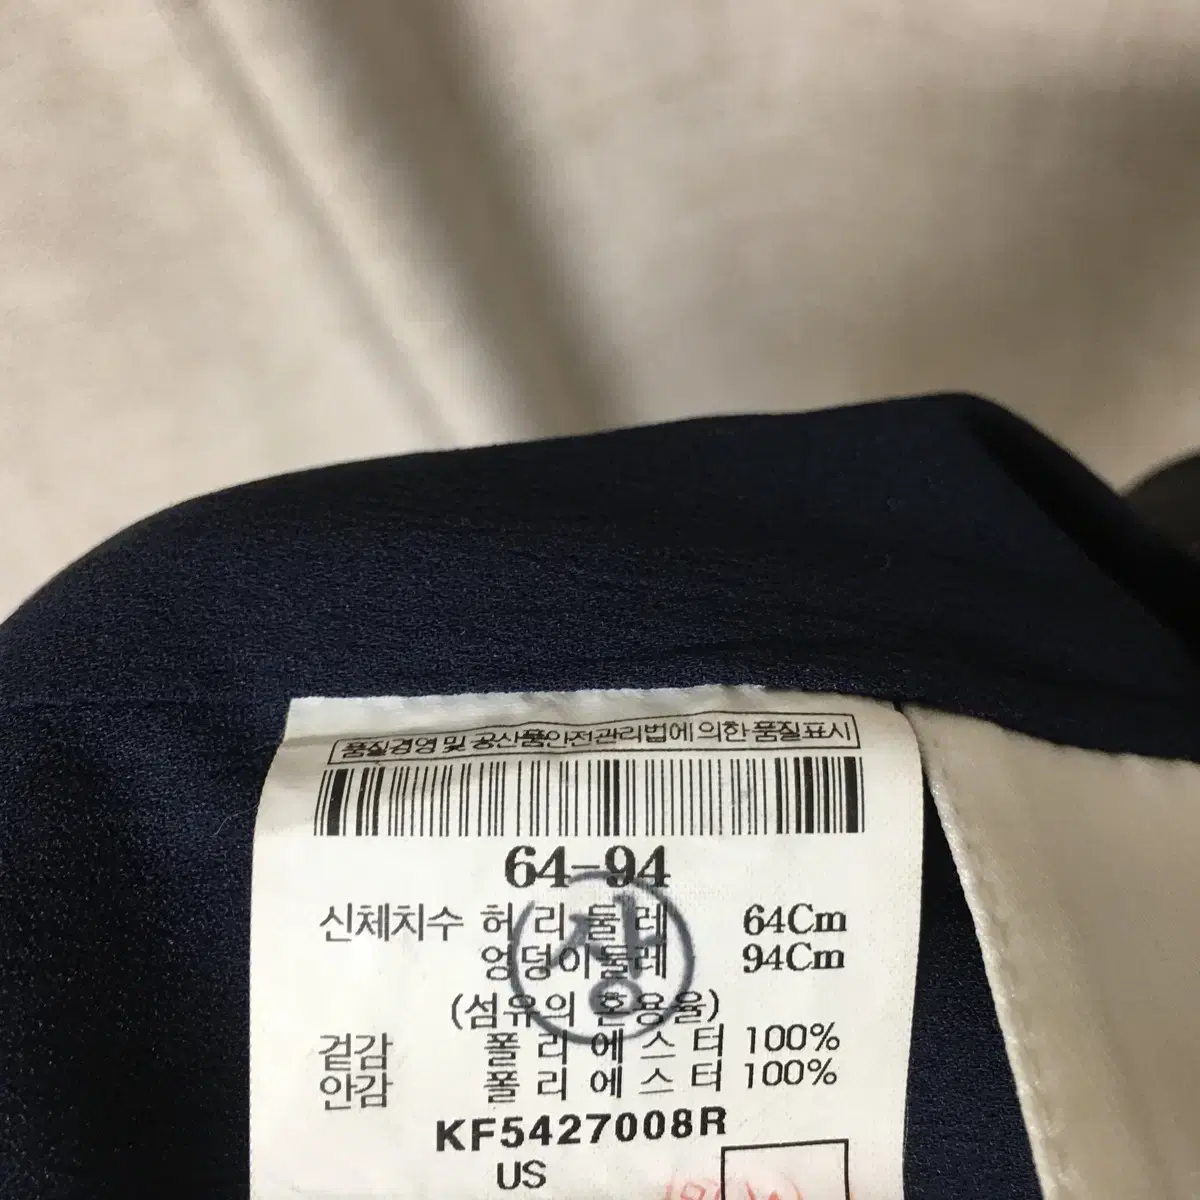 품질경영 및 공산품안전관리법에 의한 품질표시
64-94
신체치수 허리둘레 64Cm
엉덩이둘레 94Cm
(섬유의 혼용율)
겉감 폴리에스터 100%
안감 폴리에스터 100%
KF5427008R
US